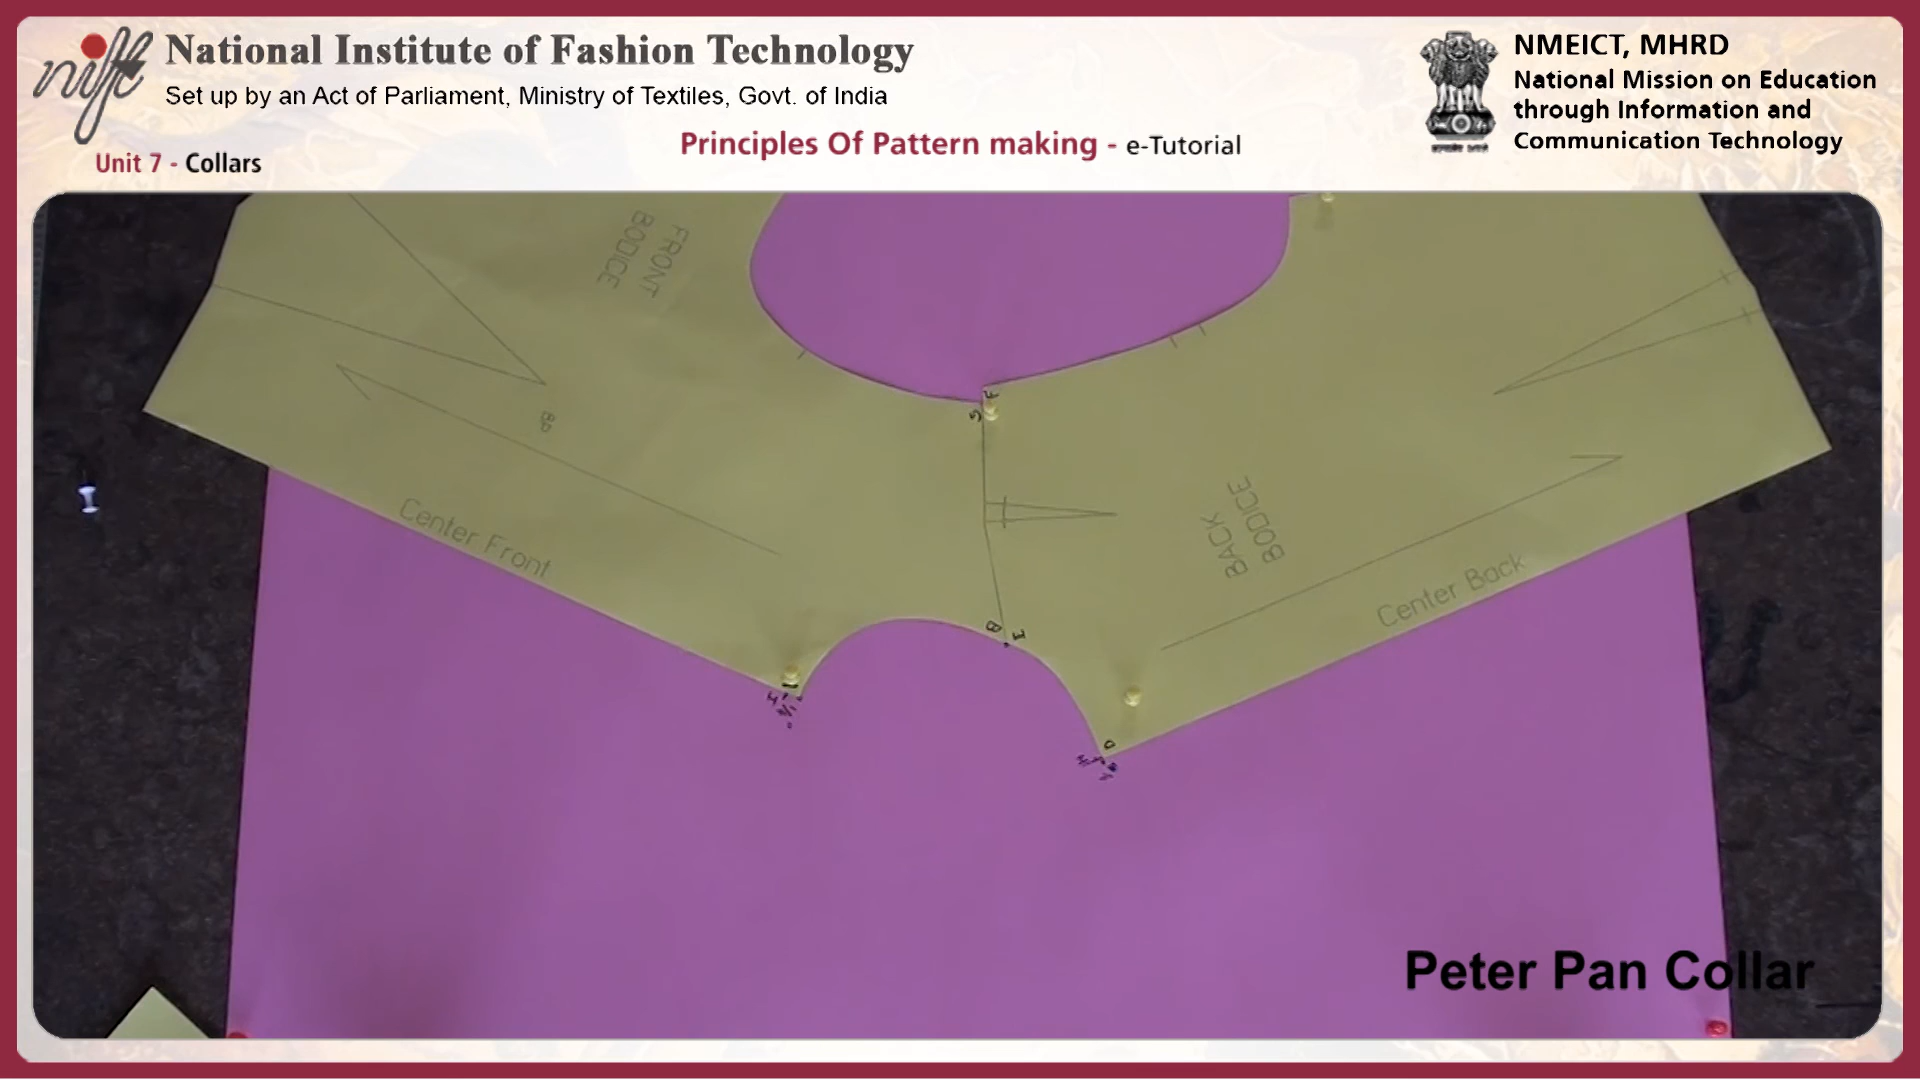 nift
National Institute of Fashion Technology
Set up by an Act of Parliament, Ministry of Textiles, Govt. of India
NMEICT, MHRD
National Mission on Education
through Information and
Communication Technology
Principles Of Pattern making - e-Tutorial
Unit 7 - Collars
FRONT
BODICE
BP
G
F
Center Front
BACK
BODICE
Center Back
B
E
D
Peter Pan Collar